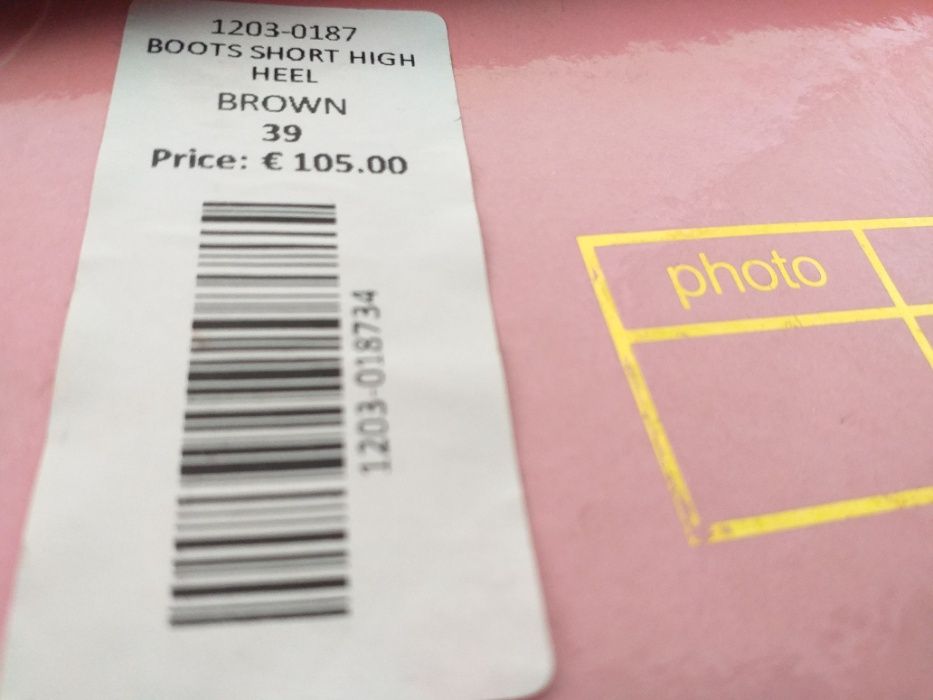 1203-0187
BOOTS SHORT HIGH
HEEL
BROWN
39
Price: € 105.00
1203-018734
photo